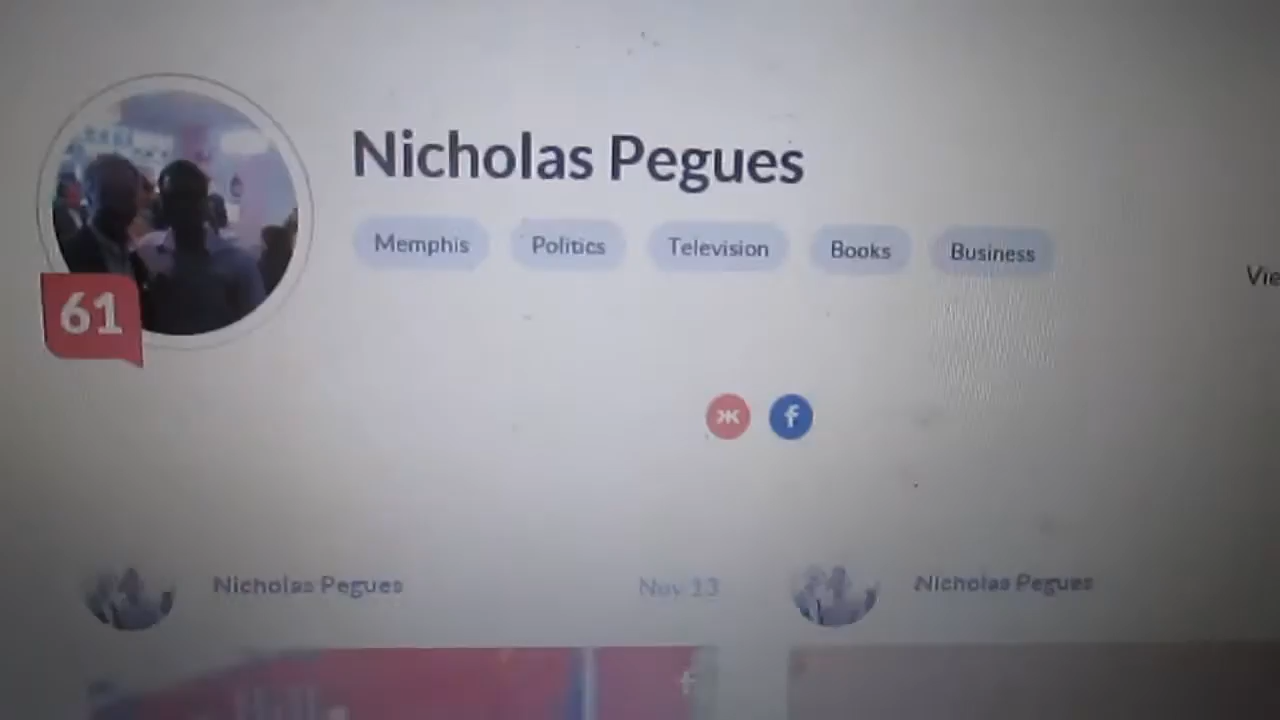 Nicholas Pegues
Memphis Politics Television Books Business
61
f
Nicholas Pegues Nov 13 Nicholas Pegues
f